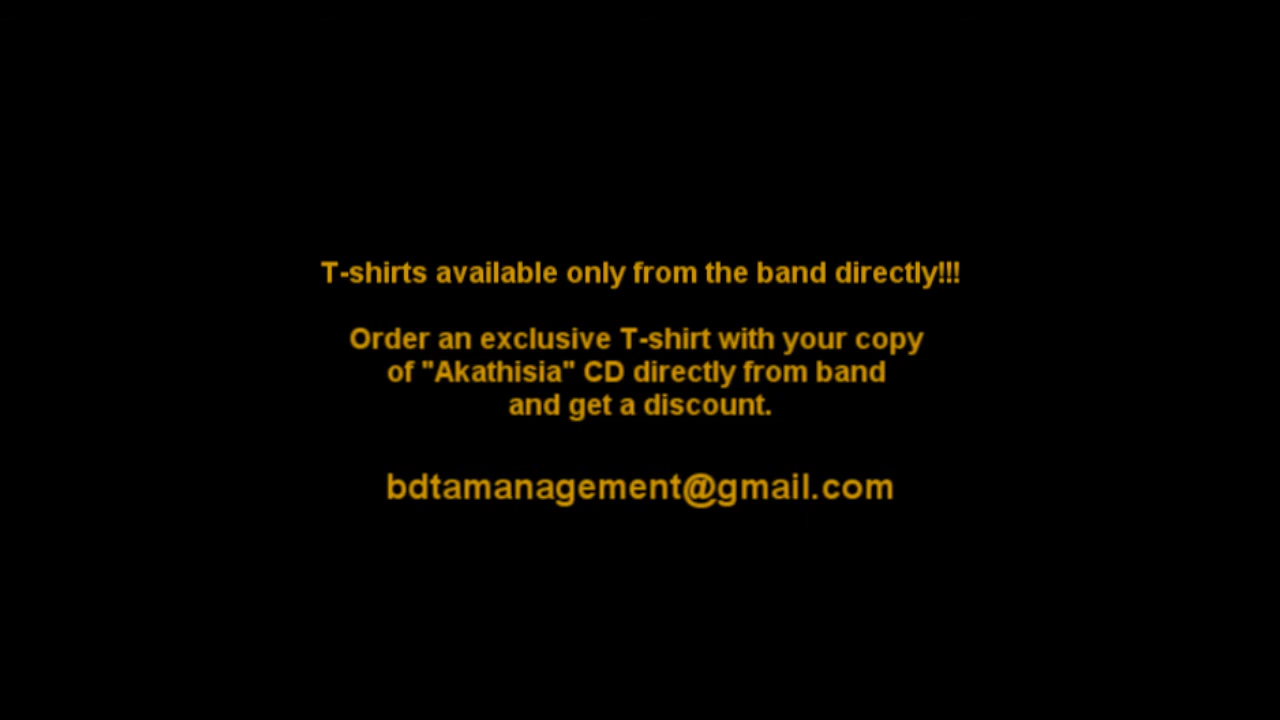 T-shirts available only from the band directly!!!
Order an exclusive T-shirt with your copy
of "Akathisia" CD directly from band
and get a discount.
bdtamanagement@gmail.com